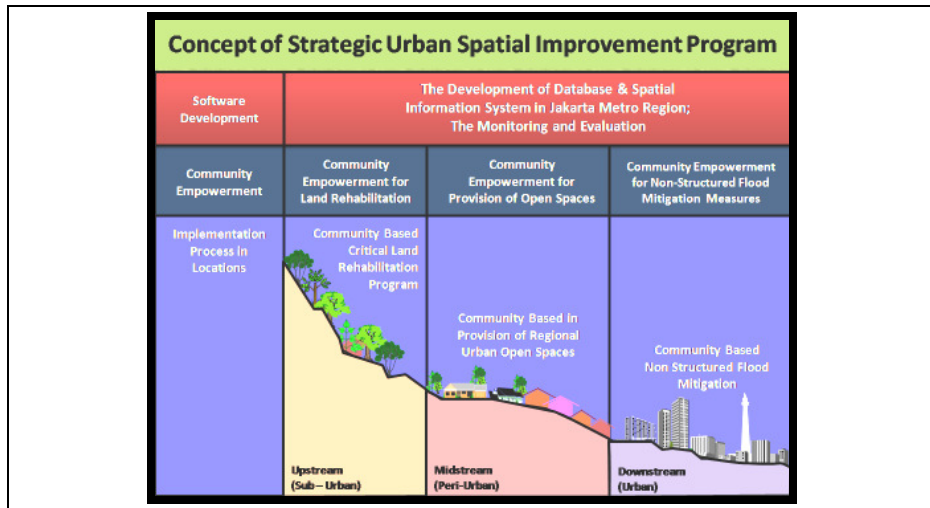 Concept of Strategic Urban Spatial Improvement Program
Software
Development
The Development of Database & Spatial
Information System in Jakarta Metro Region;
The Monitoring and Evaluation
Community
Empowerment
Community
Empowerment for
Land Rehabilitation
Community
Empowerment for
Provision of Open Spaces
Community Empowerment
for Non-Structured Flood
Mitigation Measures
Implementation
Process in
Locations
Community Based
Critical Land
Rehabilitation
Program
Community Based in
Provision of Regional
Urban Open Spaces
Community Based
Non Structured Flood
Mitigation
Upstream
(Sub – Urban)
Midstream
(Peri-Urban)
Downstream
(Urban)